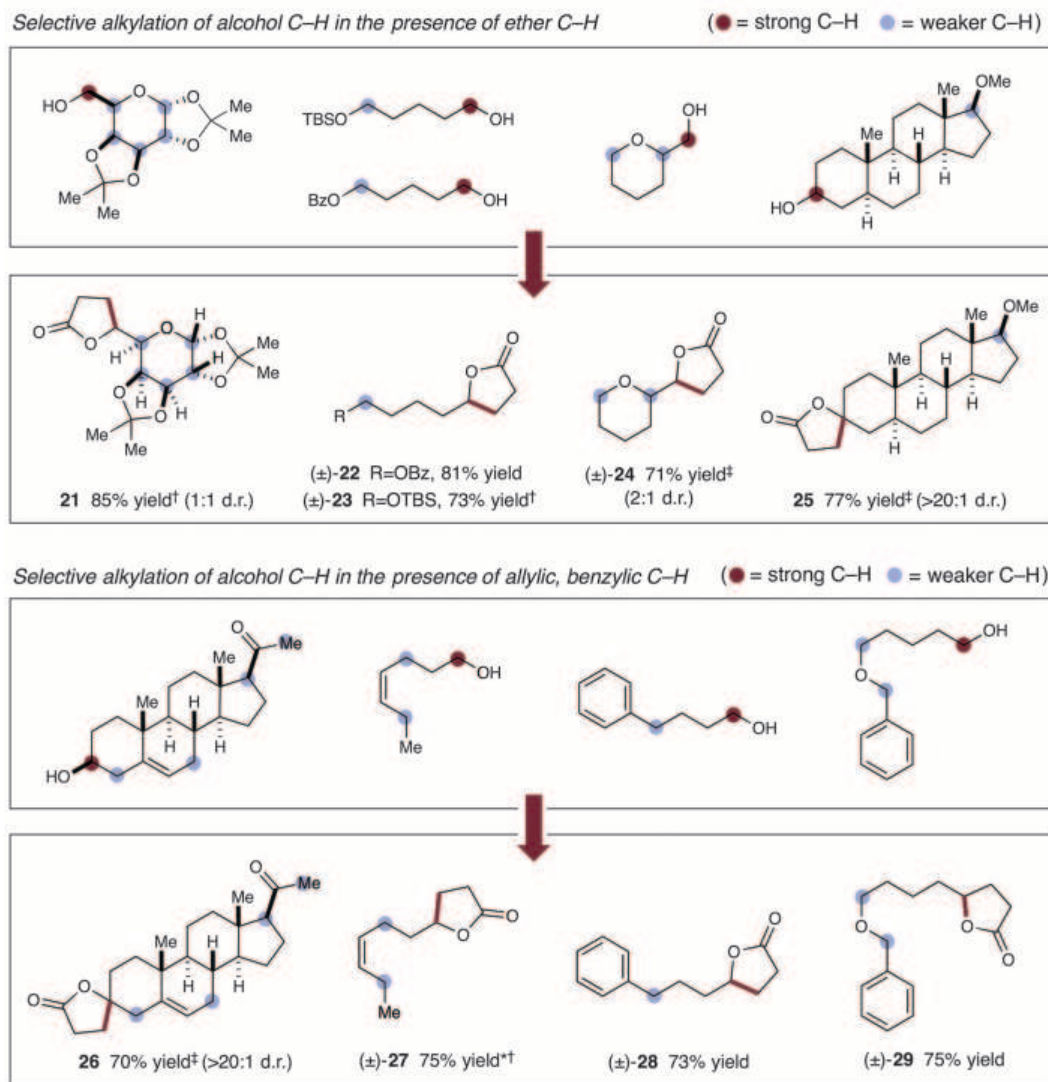 Selective alkylation of alcohol C–H in the presence of ether C–H (● = strong C–H ● = weaker C–H)
HO
O
O
O
Me
Me
O
O
Me
Me
TBSO
OH
BzO
OH
O
OH
Me
Me
OMe
H
H
H
H
HO
O
O
H
O
H
O
O
Me
Me
H
H
H
O
O
Me
Me
21 85% yield† (1:1 d.r.)
R
O
O
(±)-22 R=OBz, 81% yield
(±)-23 R=OTBS, 73% yield†
O
O
O
(±)-24 71% yield‡
(2:1 d.r.)
Me
Me
OMe
H
H
H
H
O
O
25 77% yield‡ (>20:1 d.r.)
Selective alkylation of alcohol C–H in the presence of allylic, benzylic C–H (● = strong C–H ● = weaker C–H)
O
Me
Me
Me
H
H
H
HO
OH
Me
OH
OH
O
O
Me
Me
Me
H
H
H
O
O
26 70% yield‡ (>20:1 d.r.)
O
O
Me
(±)-27 75% yield*†
O
O
(±)-28 73% yield
O
O
O
(±)-29 75% yield